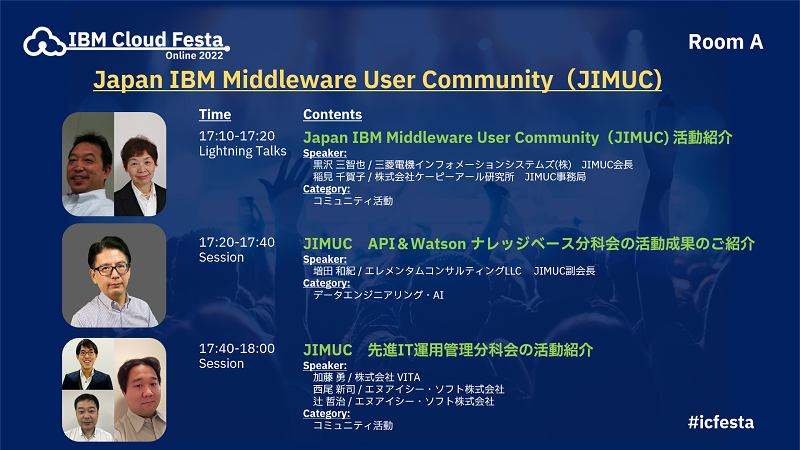 IBM Cloud Festa
Online 2022
Room A
Japan IBM Middleware User Community（JIMUC)
Time
Contents
17:10-17:20
Lightning Talks
Japan IBM Middleware User Community（JIMUC) 活動紹介
Speaker:
黒沢 三智也 / 三菱電機インフォメーションシステムズ(株)　JIMUC会長
稲見 千賀子 / 株式会社ケーピーアール研究所　JIMUC事務局
Category:
コミュニティ活動
17:20-17:40
Session
JIMUC　API＆Watson ナレッジベース分科会の活動成果のご紹介
Speaker:
増田 和紀 / エレメンタムコンサルティングLLC　JIMUC副会長
Category:
データエンジニアリング・AI
17:40-18:00
Session
JIMUC　先進IT運用管理分科会の活動紹介
Speaker:
加藤 勇 / 株式会社 VITA
西尾 新司 / エヌアイシー・ソフト株式会社
辻 哲治 / エヌアイシー・ソフト株式会社
Category:
コミュニティ活動
#icfesta